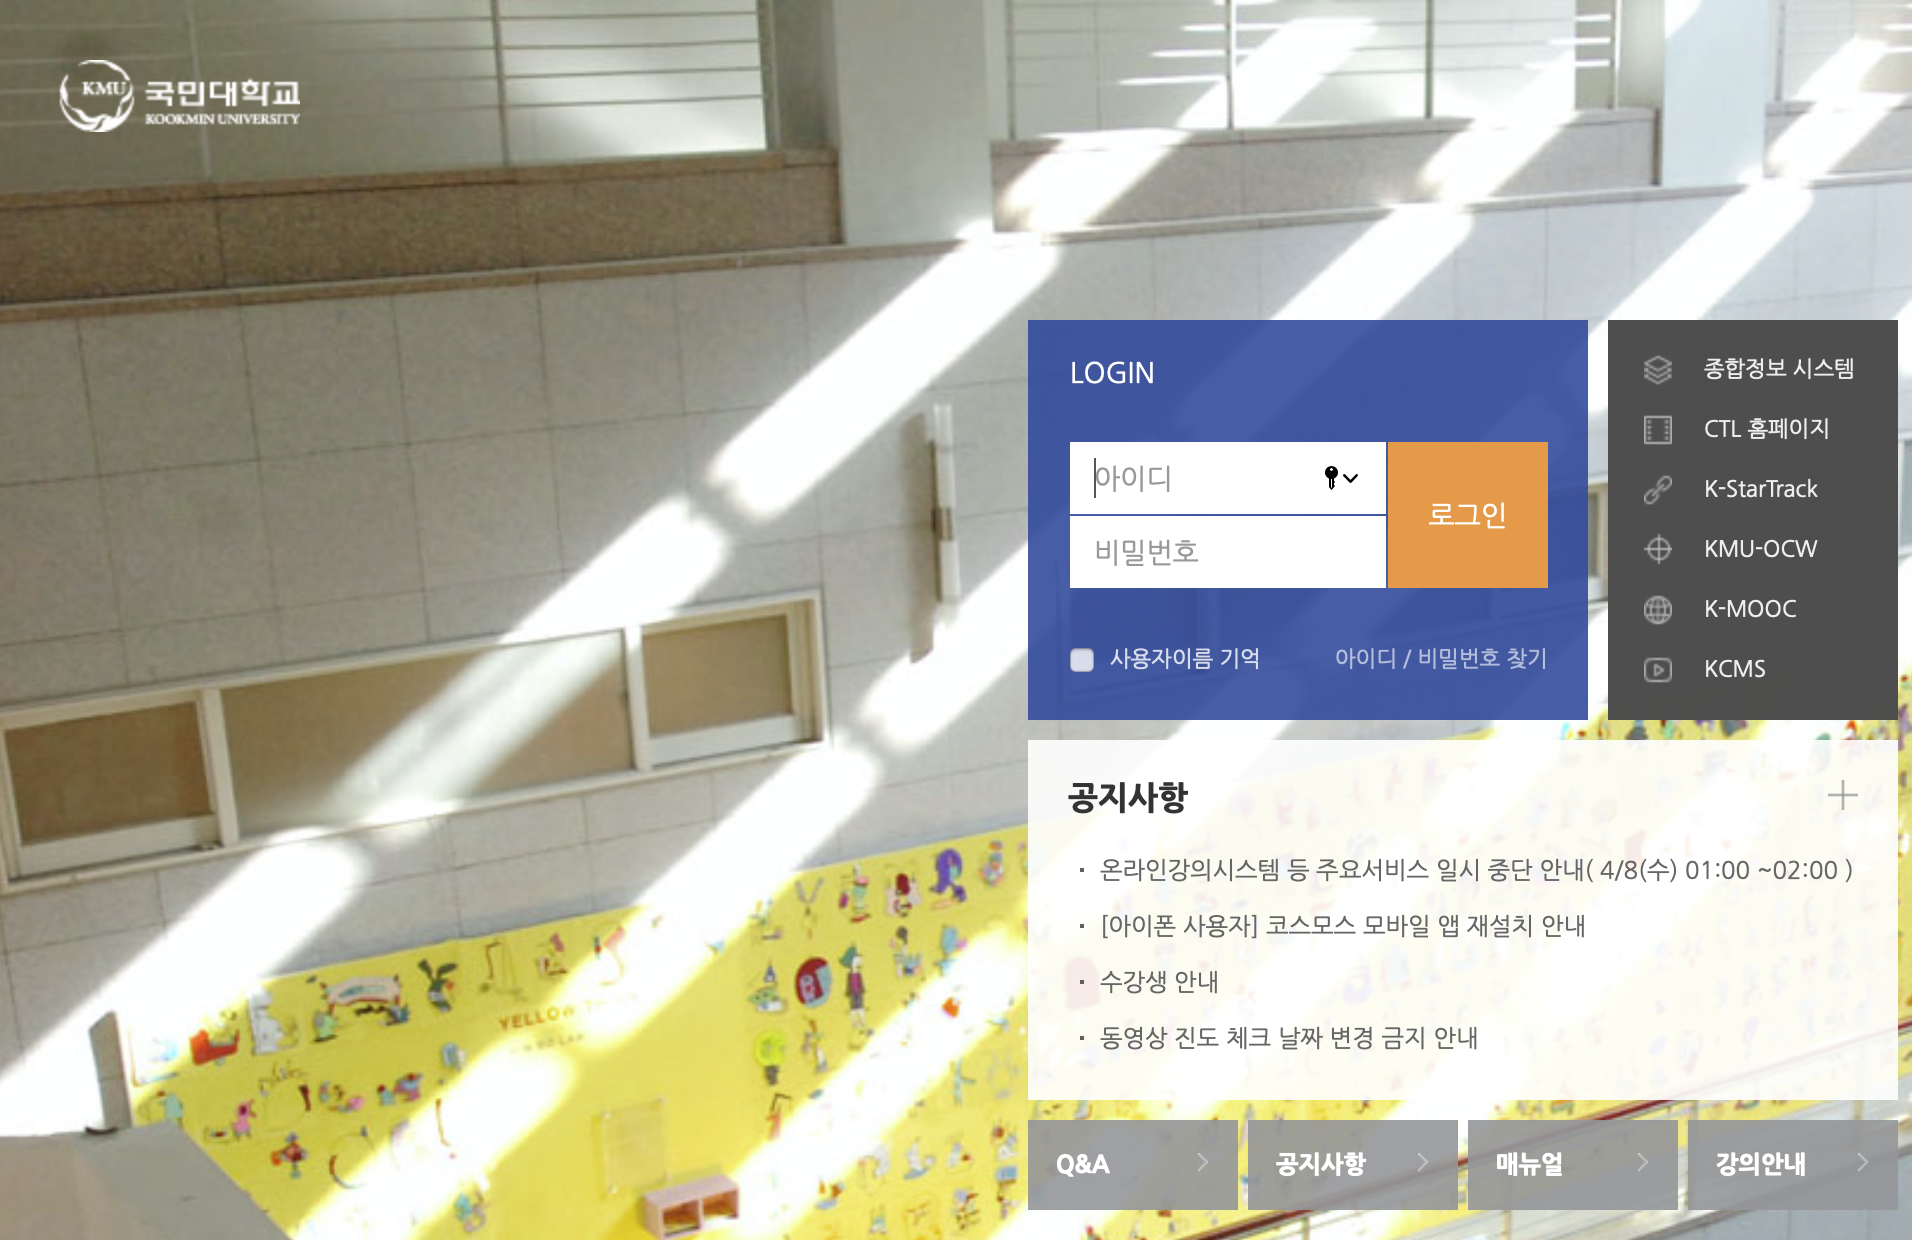 KMU 국민대학교
KOOKMIN UNIVERSITY
LOGIN
아이디
비밀번호
로그인
사용자이름 기억
아이디 / 비밀번호 찾기
종합정보 시스템
CTL 홈페이지
K-StarTrack
KMU-OCW
K-MOOC
KCMS
공지사항
· 온라인강의시스템 등 주요서비스 일시 중단 안내( 4/8(수) 01:00 ~02:00 )
· [아이폰 사용자] 코스모스 모바일 앱 재설치 안내
· 수강생 안내
· 동영상 진도 체크 날짜 변경 금지 안내
Q&A
공지사항
매뉴얼
강의안내
YELLOW